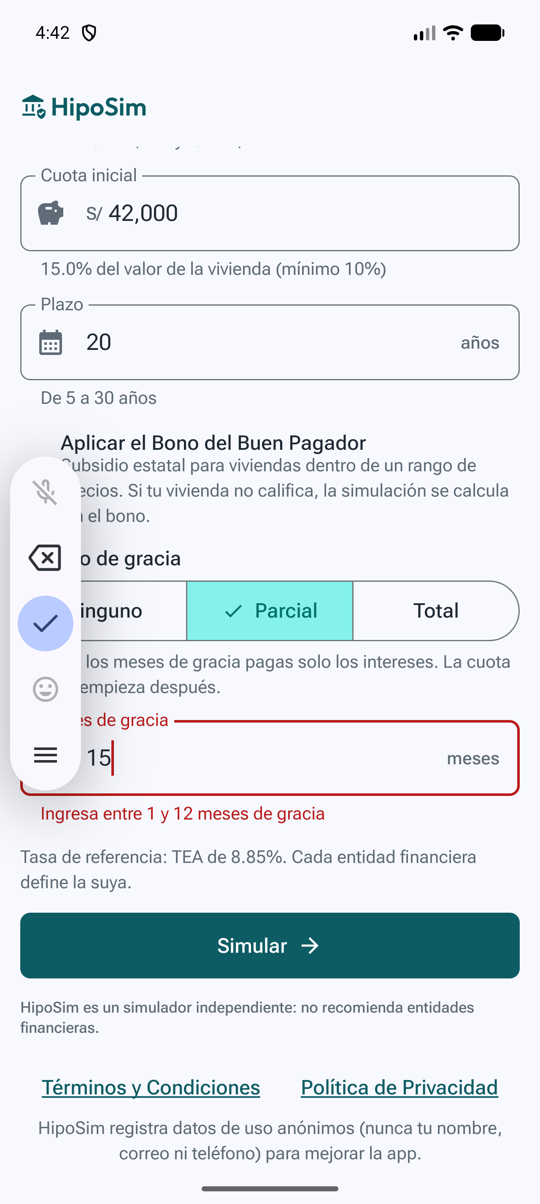 4:42
HipoSim
Cuota inicial
S/ 42,000
15.0% del valor de la vivienda (mínimo 10%)
Plazo
20 años
De 5 a 30 años
Aplicar el Bono del Buen Pagador
Subsidio estatal para viviendas dentro de un rango de
ecios. Si tu vivienda no califica, la simulación se calcula
el bono.
o de gracia
inguno Parcial Total
los meses de gracia pagas solo los intereses. La cuota
empieza después.
es de gracia
15 meses
Ingresa entre 1 y 12 meses de gracia
Tasa de referencia: TEA de 8.85%. Cada entidad financiera
define la suya.
Simular →
HipoSim es un simulador independiente: no recomienda entidades
financieras.
Términos y Condiciones Política de Privacidad
HipoSim registra datos de uso anónimos (nunca tu nombre,
correo ni teléfono) para mejorar la app.